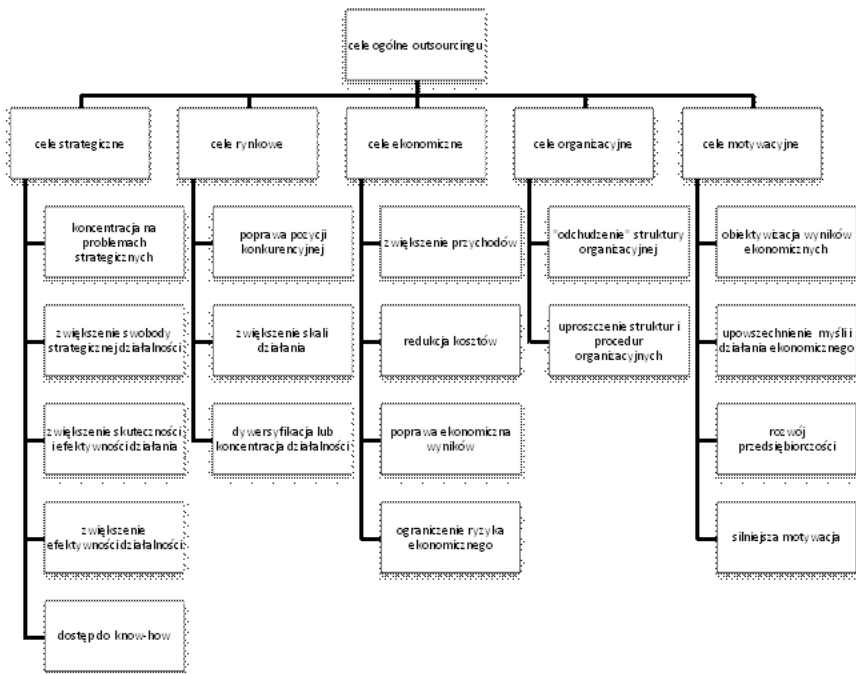 cele ogólne outsourcingu
cele strategiczne
cele rynkowe
cele ekonomiczne
cele organizacyjne
cele motywacyjne
koncentracja na
problemach
strategicznych
zwiększenie swobody
strategicznej działalności
zwiększenie skuteczności
i efektywności działania
zwiększenie
efektywności działalności
dostęp do know-how
poprawa pozycji
konkurencyjnej
zwiększenie skali
działania
dywersyfikacja lub
koncentracja działalności
zwiększenie przychodów
redukcja kosztów
poprawa ekonomiczna
wyników
ograniczenie ryzyka
ekonomicznego
"odchudzenie" struktury
organizacyjnej
uproszczenie struktur i
procedur
organizacyjnych
obiektywizacja wyników
ekonomicznych
upowszechnienie myśli i
działania ekonomicznego
rozwój
przedsiębiorczości
silniejsza motywacja